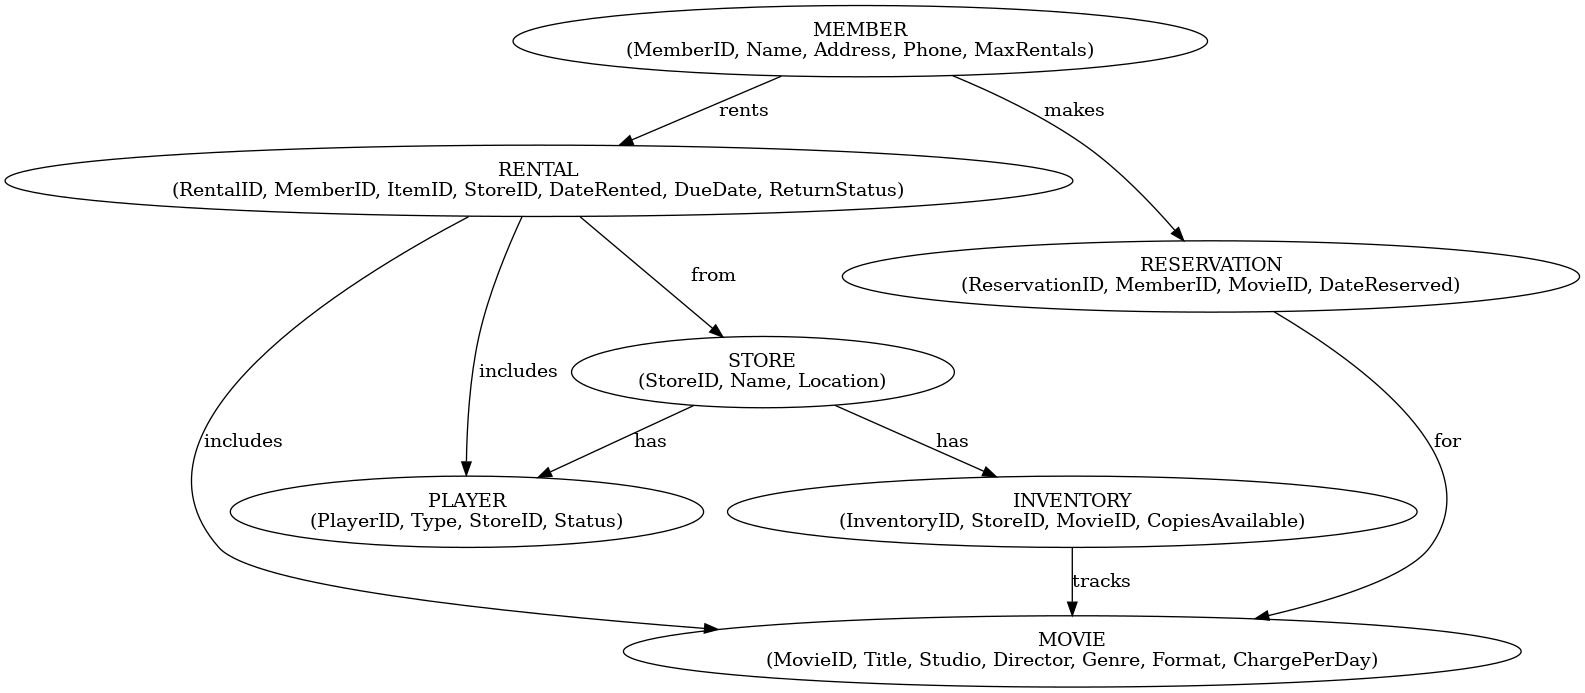 MEMBER
(MemberID, Name, Address, Phone, MaxRentals)
rents
makes
RENTAL
(RentalID, MemberID, ItemID, StoreID, DateRented, DueDate, ReturnStatus)
RESERVATION
(ReservationID, MemberID, MovieID, DateReserved)
from
includes
STORE
(StoreID, Name, Location)
includes
has
has
for
PLAYER
(PlayerID, Type, StoreID, Status)
INVENTORY
(InventoryID, StoreID, MovieID, CopiesAvailable)
tracks
MOVIE
(MovieID, Title, Studio, Director, Genre, Format, ChargePerDay)